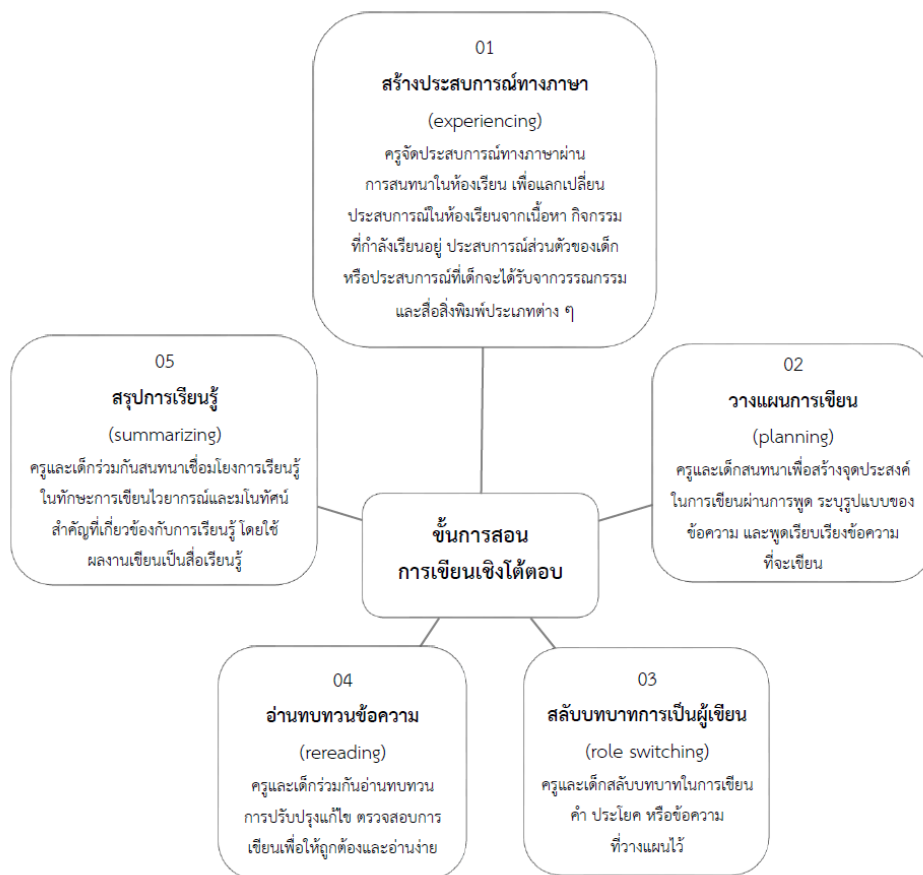 01
สร้างประสบการณ์ทางภาษา
(experiencing)
ครูจัดประสบการณ์ทางภาษาผ่าน
การสนทนาในห้องเรียน เพื่อแลกเปลี่ยน
ประสบการณ์ในห้องเรียนจากเนื้อหา กิจกรรม
ที่กำลังเรียนอยู่ ประสบการณ์ส่วนตัวของเด็ก
หรือประสบการณ์ที่เด็กจะได้รับจากวรรณกรรม
และสื่อสิ่งพิมพ์ประเภทต่าง ๆ
02
วางแผนการเขียน
(planning)
ครูและเด็กสนทนาเพื่อสร้างจุดประสงค์
ในการเขียนผ่านการพูด ระบุรูปแบบของ
ข้อความ และพูดเรียบเรียงข้อความ
ที่จะเขียน
03
สลับบทบาทการเป็นผู้เขียน
(role switching)
ครูและเด็กสลับบทบาทในการเขียน
คำ ประโยค หรือข้อความ
ที่วางแผนไว้
04
อ่านทบทวนข้อความ
(rereading)
ครูและเด็กร่วมกันอ่านทบทวน
การปรับปรุงแก้ไข ตรวจสอบการ
เขียนเพื่อให้ถูกต้องและอ่านง่าย
05
สรุปการเรียนรู้
(summarizing)
ครูและเด็กร่วมกันสนทนาเชื่อมโยงการเรียนรู้
ในทักษะการเขียนไวยากรณ์และมโนทัศน์
สำคัญที่เกี่ยวข้องกับการเรียนรู้ โดยใช้
ผลงานเขียนเป็นสื่อเรียนรู้
ขั้นการสอน
การเขียนเชิงโต้ตอบ